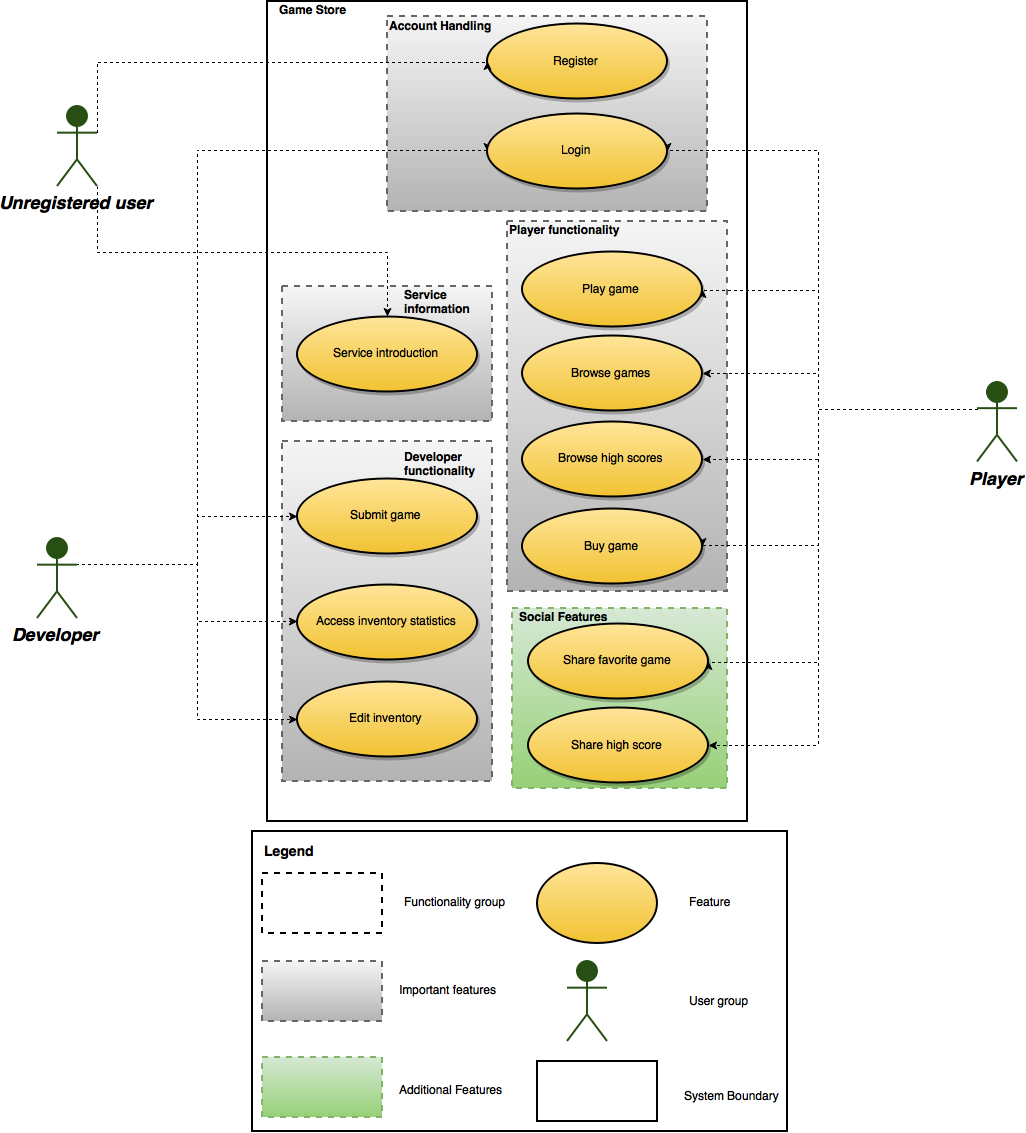 Game Store
Account Handling
Register
Login
Unregistered user
Player functionality
Play game
Browse games
Browse high scores
Buy game
Service
information
Service introduction
Player
Developer
functionality
Submit game
Access inventory statistics
Edit inventory
Developer
Social Features
Share favorite game
Share high score
Legend
Functionality group
Feature
Important features
User group
Additional Features
System Boundary